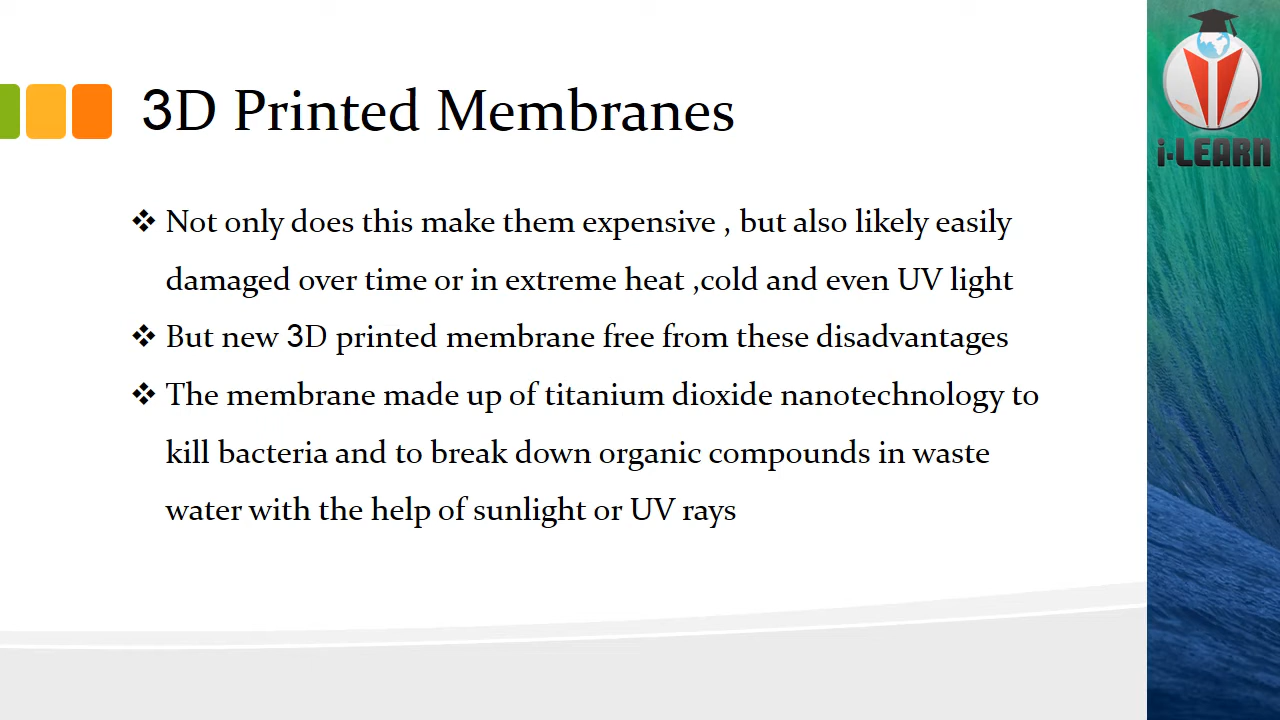 3D Printed Membranes
i-LEARN
Not only does this make them expensive , but also likely easily
damaged over time or in extreme heat ,cold and even UV light
But new 3D printed membrane free from these disadvantages
The membrane made up of titanium dioxide nanotechnology to
kill bacteria and to break down organic compounds in waste
water with the help of sunlight or UV rays